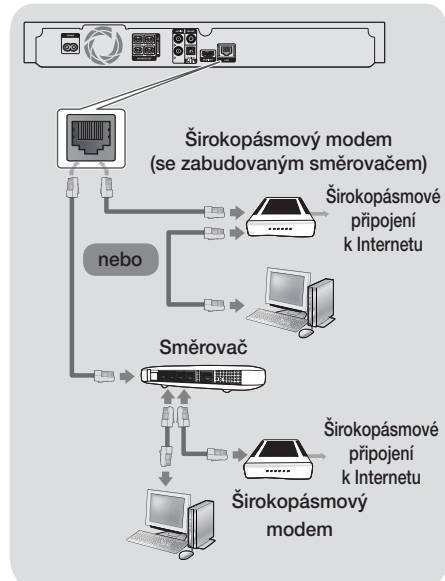 Širokopásmový modem
(se zabudovaným směrovačem)
Širokopásmové
připojení
k Internetu
nebo
Směrovač
Širokopásmové
připojení
k Internetu
Širokopásmový
modem